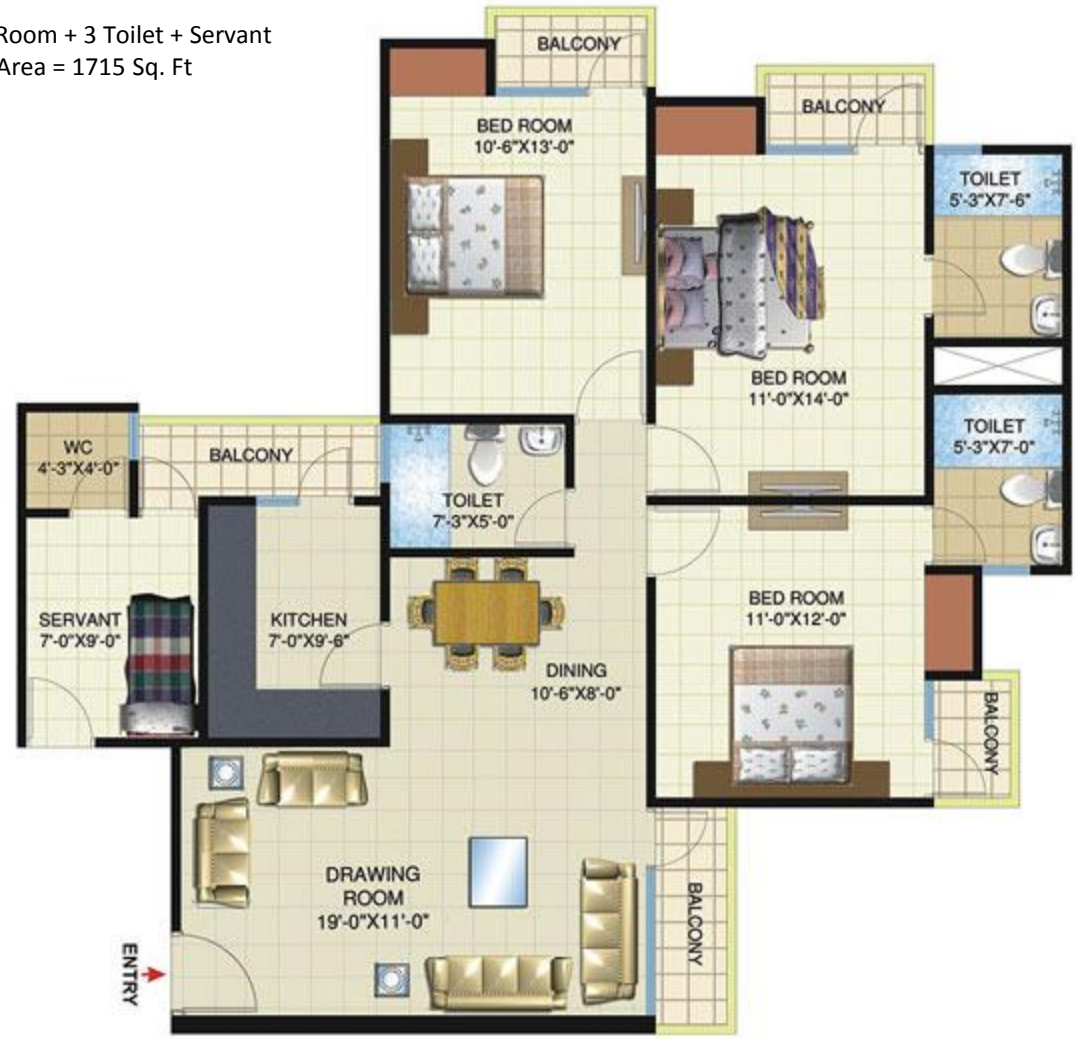 Room + 3 Toilet + Servant
Area = 1715 Sq. Ft
BALCONY
BED ROOM
10'-6"X13'-0"
BALCONY
TOILET
5'-3"X7'-6"
BED ROOM
11'-0"X14'-0"
WC
4'-3"X4'-0"
BALCONY
TOILET
7'-3"X5'-0"
TOILET
5'-3"X7'-0"
SERVANT
7'-0"X9'-0"
KITCHEN
7'-0"X9'-6"
DINING
10'-6"X8'-0"
BED ROOM
11'-0"X12'-0"
BALCONY
DRAWING
ROOM
19'-0"X11'-0"
BALCONY
ENTRY